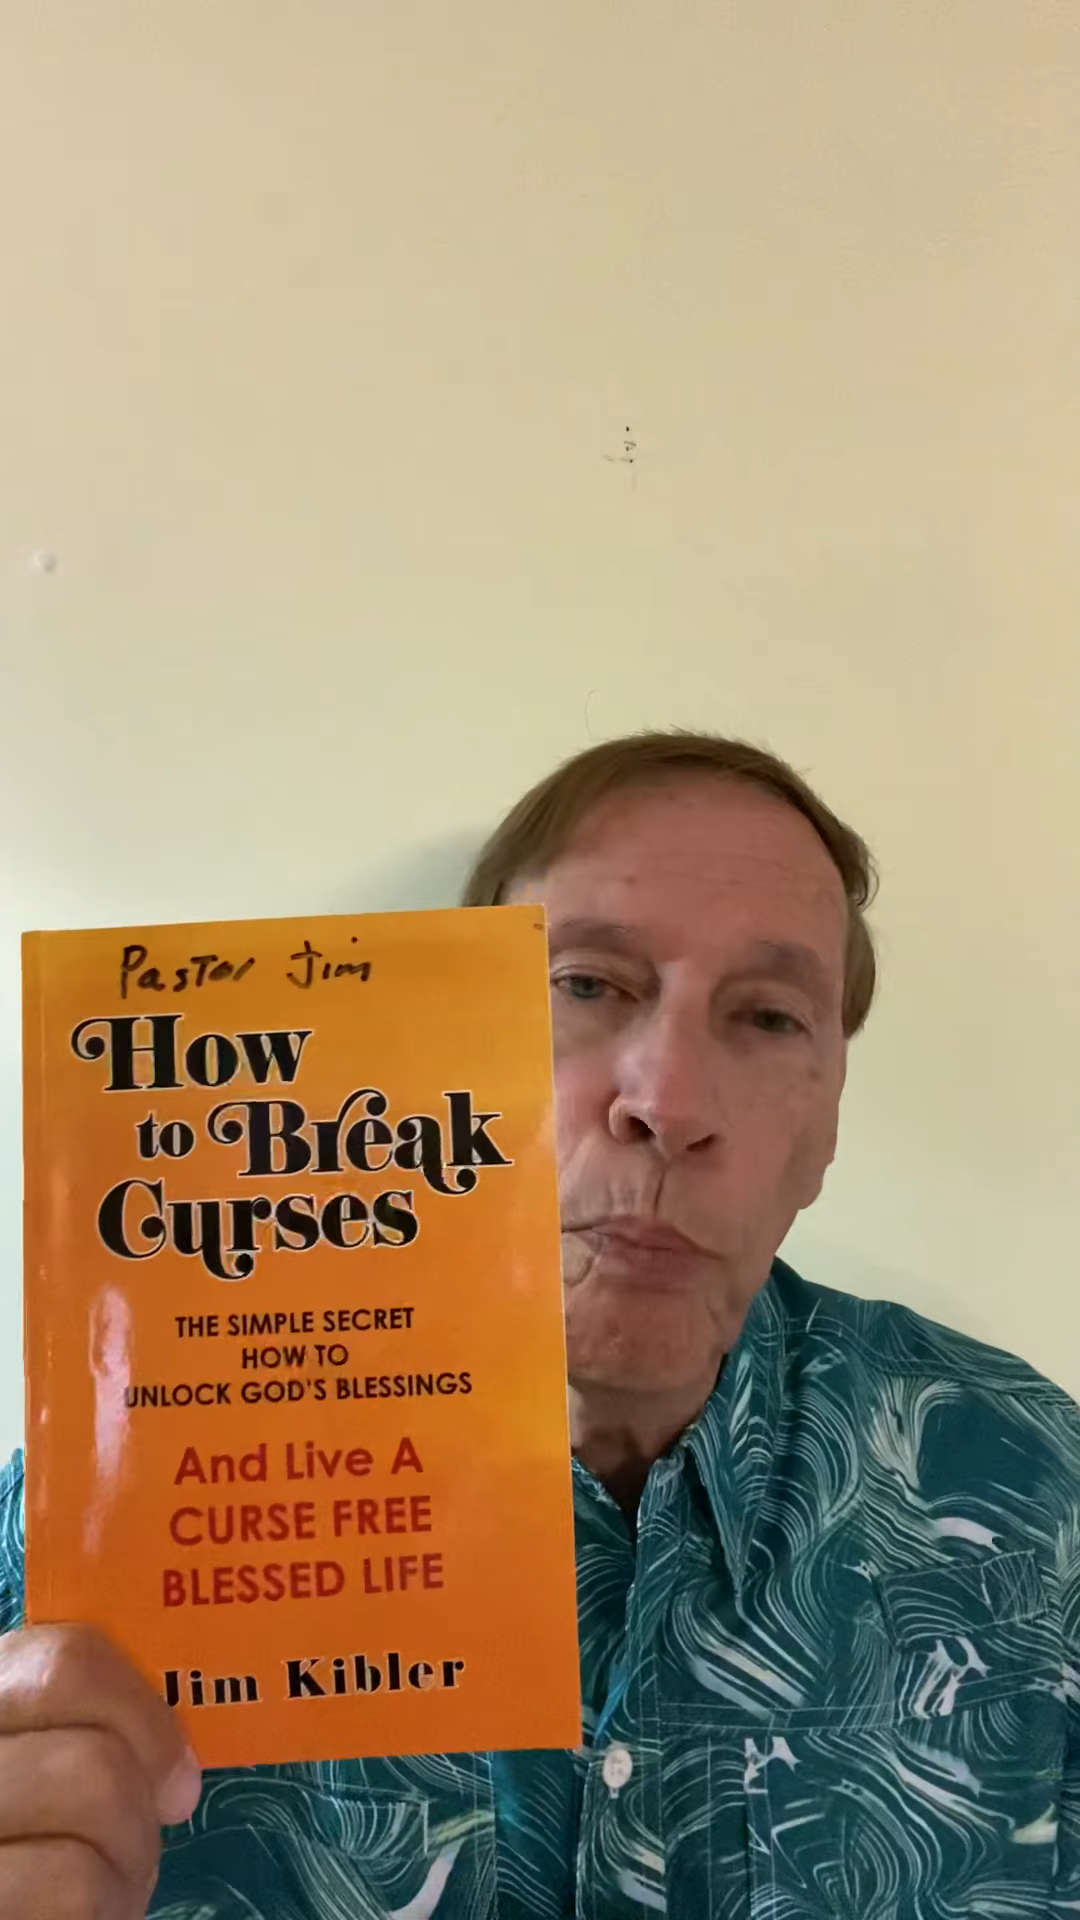 Pastor Jim
How
to Break
Curses
THE SIMPLE SECRET
HOW TO
UNLOCK GOD'S BLESSINGS
And Live A
CURSE FREE
BLESSED LIFE
Jim Kibler